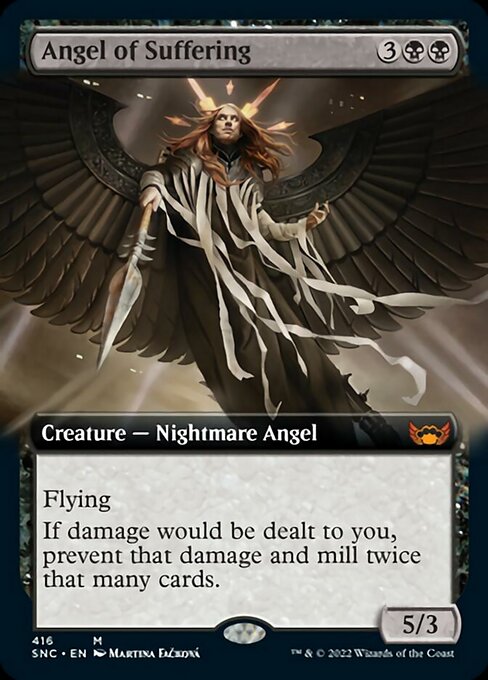 Angel of Suffering 3
Creature — Nightmare Angel
Flying
If damage would be dealt to you,
prevent that damage and mill twice
that many cards.
5/3
416 M
SNC • EN Martina Fačková
™ & © 2022 Wizards of the Coast